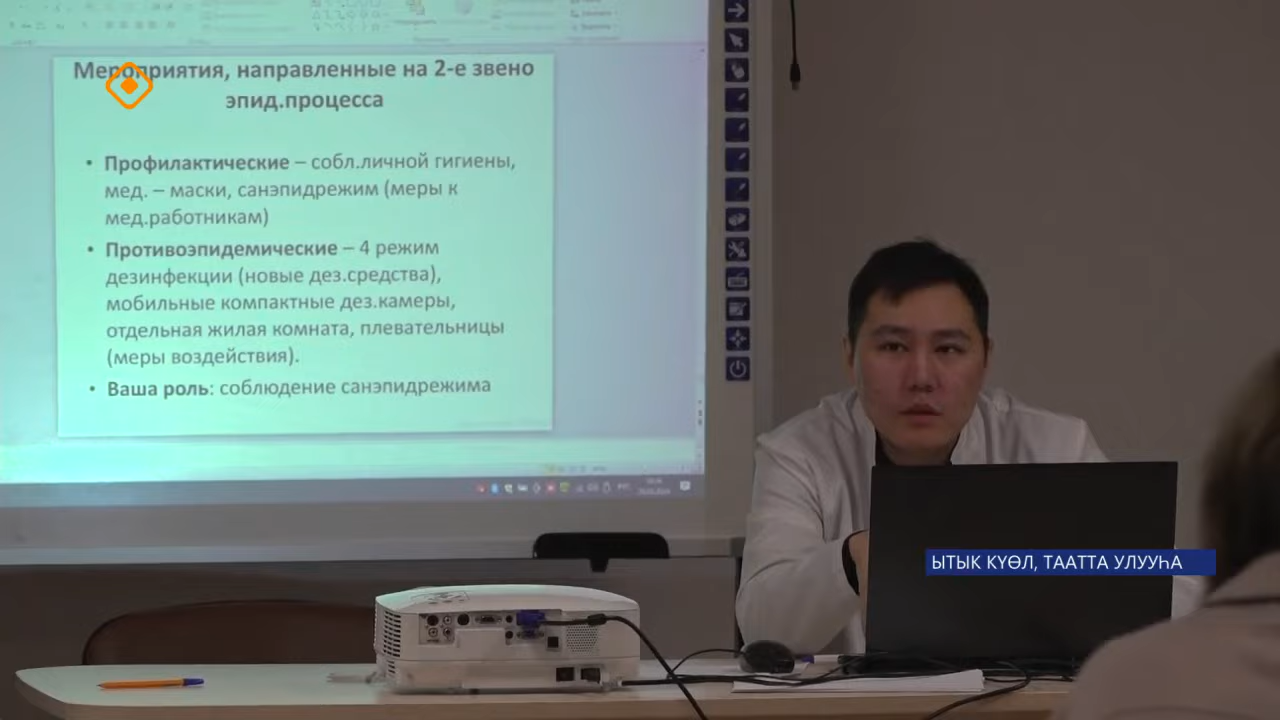 Мероприятия, направленные на 2-е звено
эпид.процесса
• Профилактические – собл.личной гигиены,
мед. – маски, санэпидрежим (меры к
мед.работникам)
• Противоэпидемические – 4 режим
дезинфекции (новые дез.средства),
мобильные компактные дез.камеры,
отдельная жилая комната, плевательницы
(меры воздействия).
• Ваша роль: соблюдение санэпидрежима
ЫТЫК КҮӨЛ, ТААТТА УЛУУҺА